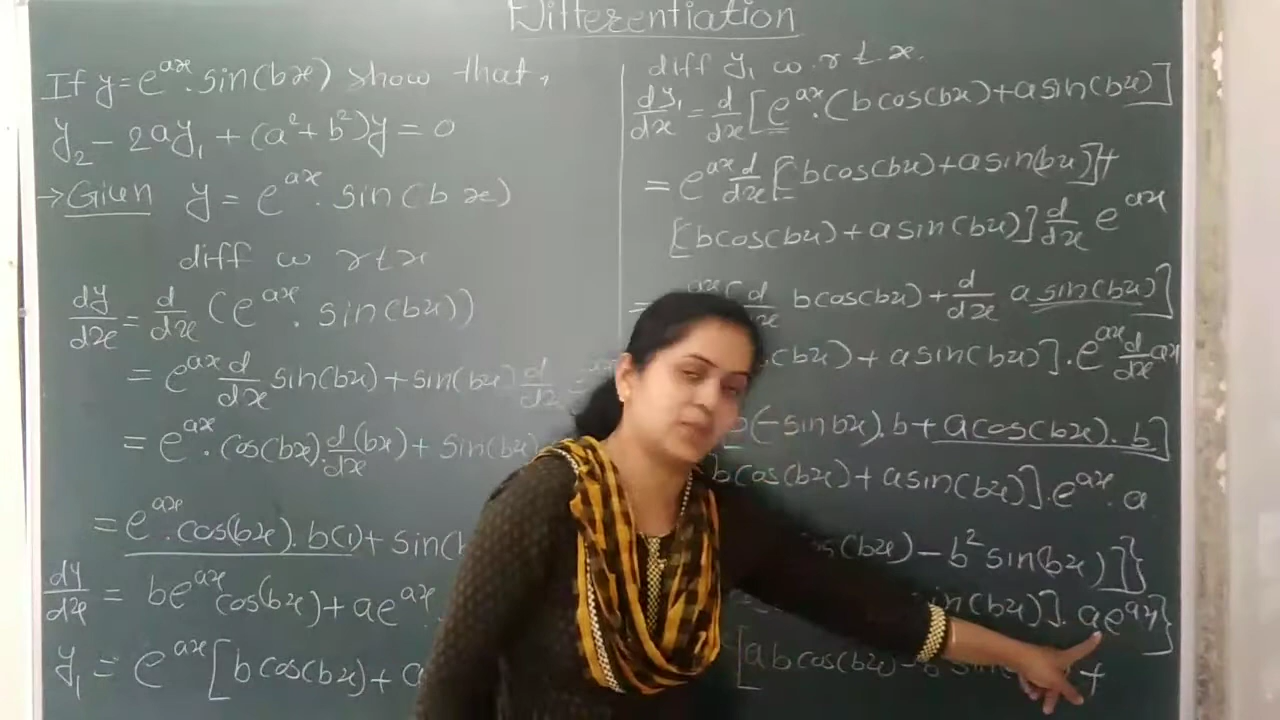 Differentiation
If y = e^{ax}. sin(bx) show that,
y₂ - 2ay₁ + (a² + b²)y = 0
→ Given y = e^{ax}. sin(bx)
diff w r t x
dy/dx = d/dx (e^{ax}. sin(bx))
= e^{ax} d/dx sin(bx) + sin(bx) d/dx
= e^{ax}. cos(bx). d/dx (bx) + sin(bx)
= e^{ax}. cos(bx). b(1) + sin(b
dy/dx = be^{ax} cos(bx) + ae^{ax}.
y₁ = e^{ax} [b cos(bx) + a
diff y₁ w.r t x.
dy₁/dx = d/dx [e^{ax}. (b cos(bx) + a sin(bx)]
= e^{ax} d/dx [b cos(bx) + a sin(bx)] +
[b cos(bx) + a sin(bx)] d/dx e^{ax}
= d/dx b cos(bx) + d/dx a sin(bx)]
cos(bx) + a sin(bx)]. e^{ax} d/dx ax
b(-sin bx). b + a cos(bx). b]
b cos(bx) + a sin(bx)]. e^{ax}. a
cos(bx) - b² sin(bx)]}
sin(bx)]. ae^{ax}}
[ab cos(bx) - +